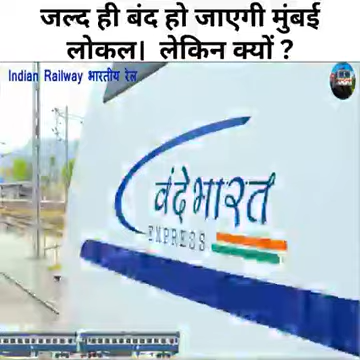 जल्द ही बंद हो जाएगी मुंबई
लोकल। लेकिन क्यों ?
Indian Railway भारतीय रेल
वंदे भारत
EXPRESS